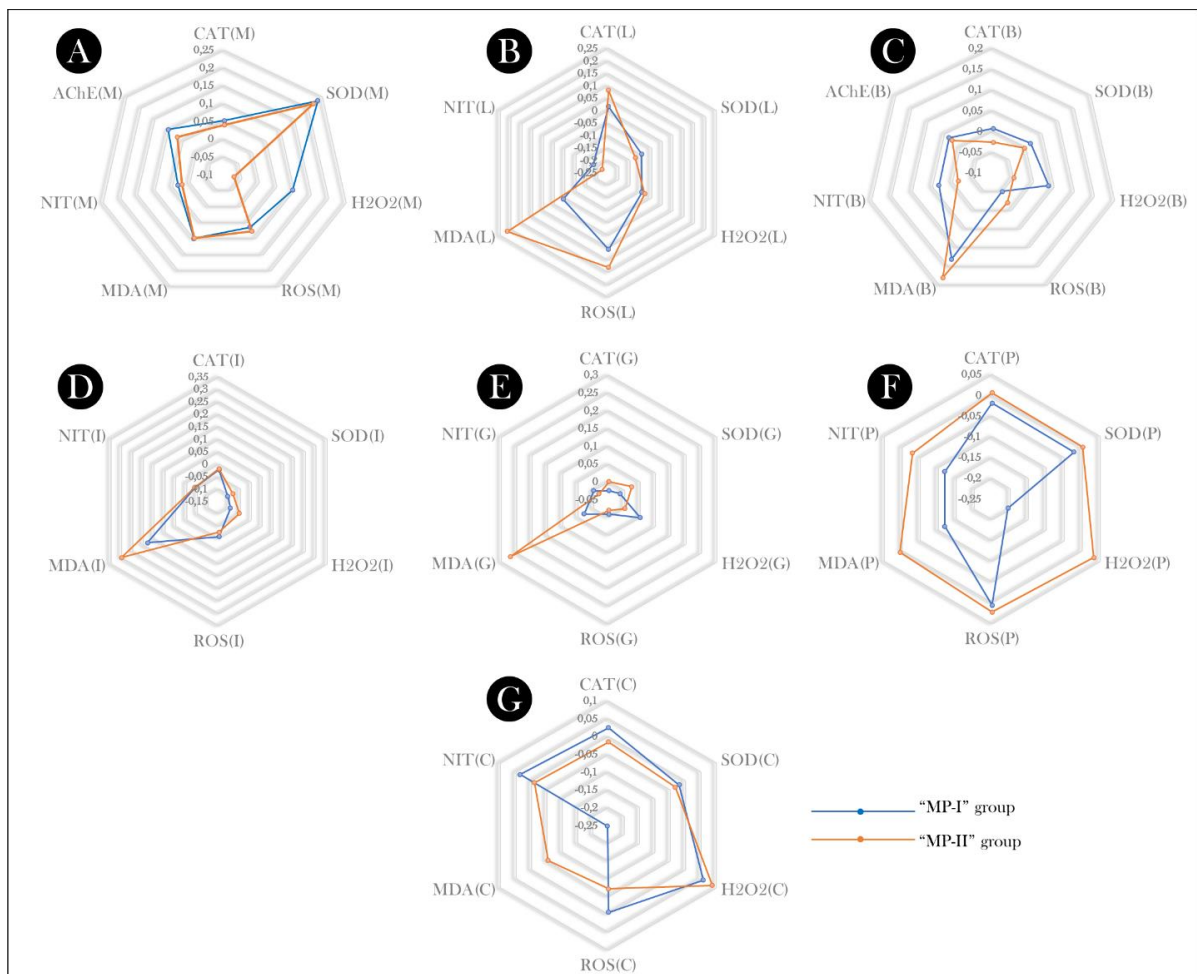 A
CAT(M)
0,25
0,2
0,15
0,1
0,05
0
-0,05
-0,1
SOD(M)
H2O2(M)
ROS(M)
MDA(M)
NIT(M)
AChE(M)
B
CAT(L)
0,25
0,2
0,15
0,1
0,05
0
-0,05
-0,1
-0,15
-0,2
-0,25
SOD(L)
H2O2(L)
ROS(L)
MDA(L)
NIT(L)
C
CAT(B)
0,2
0,15
0,1
0,05
0
-0,05
-0,1
SOD(B)
H2O2(B)
ROS(B)
MDA(B)
NIT(B)
AChE(B)
D
CAT(I)
0,35
0,3
0,25
0,2
0,15
0,1
0,05
0
-0,05
-0,1
-0,15
SOD(I)
H2O2(I)
ROS(I)
MDA(I)
NIT(I)
E
CAT(G)
0,3
0,25
0,2
0,15
0,1
0,05
0
-0,05
SOD(G)
H2O2(G)
ROS(G)
MDA(G)
NIT(G)
F
CAT(P)
0,05
0
-0,05
-0,1
-0,15
-0,2
-0,25
SOD(P)
H2O2(P)
ROS(P)
MDA(P)
NIT(P)
G
CAT(C)
0,1
0,05
0
-0,05
-0,1
-0,15
-0,2
-0,25
SOD(C)
H2O2(C)
ROS(C)
MDA(C)
NIT(C)
“MP-I” group
“MP-II” group